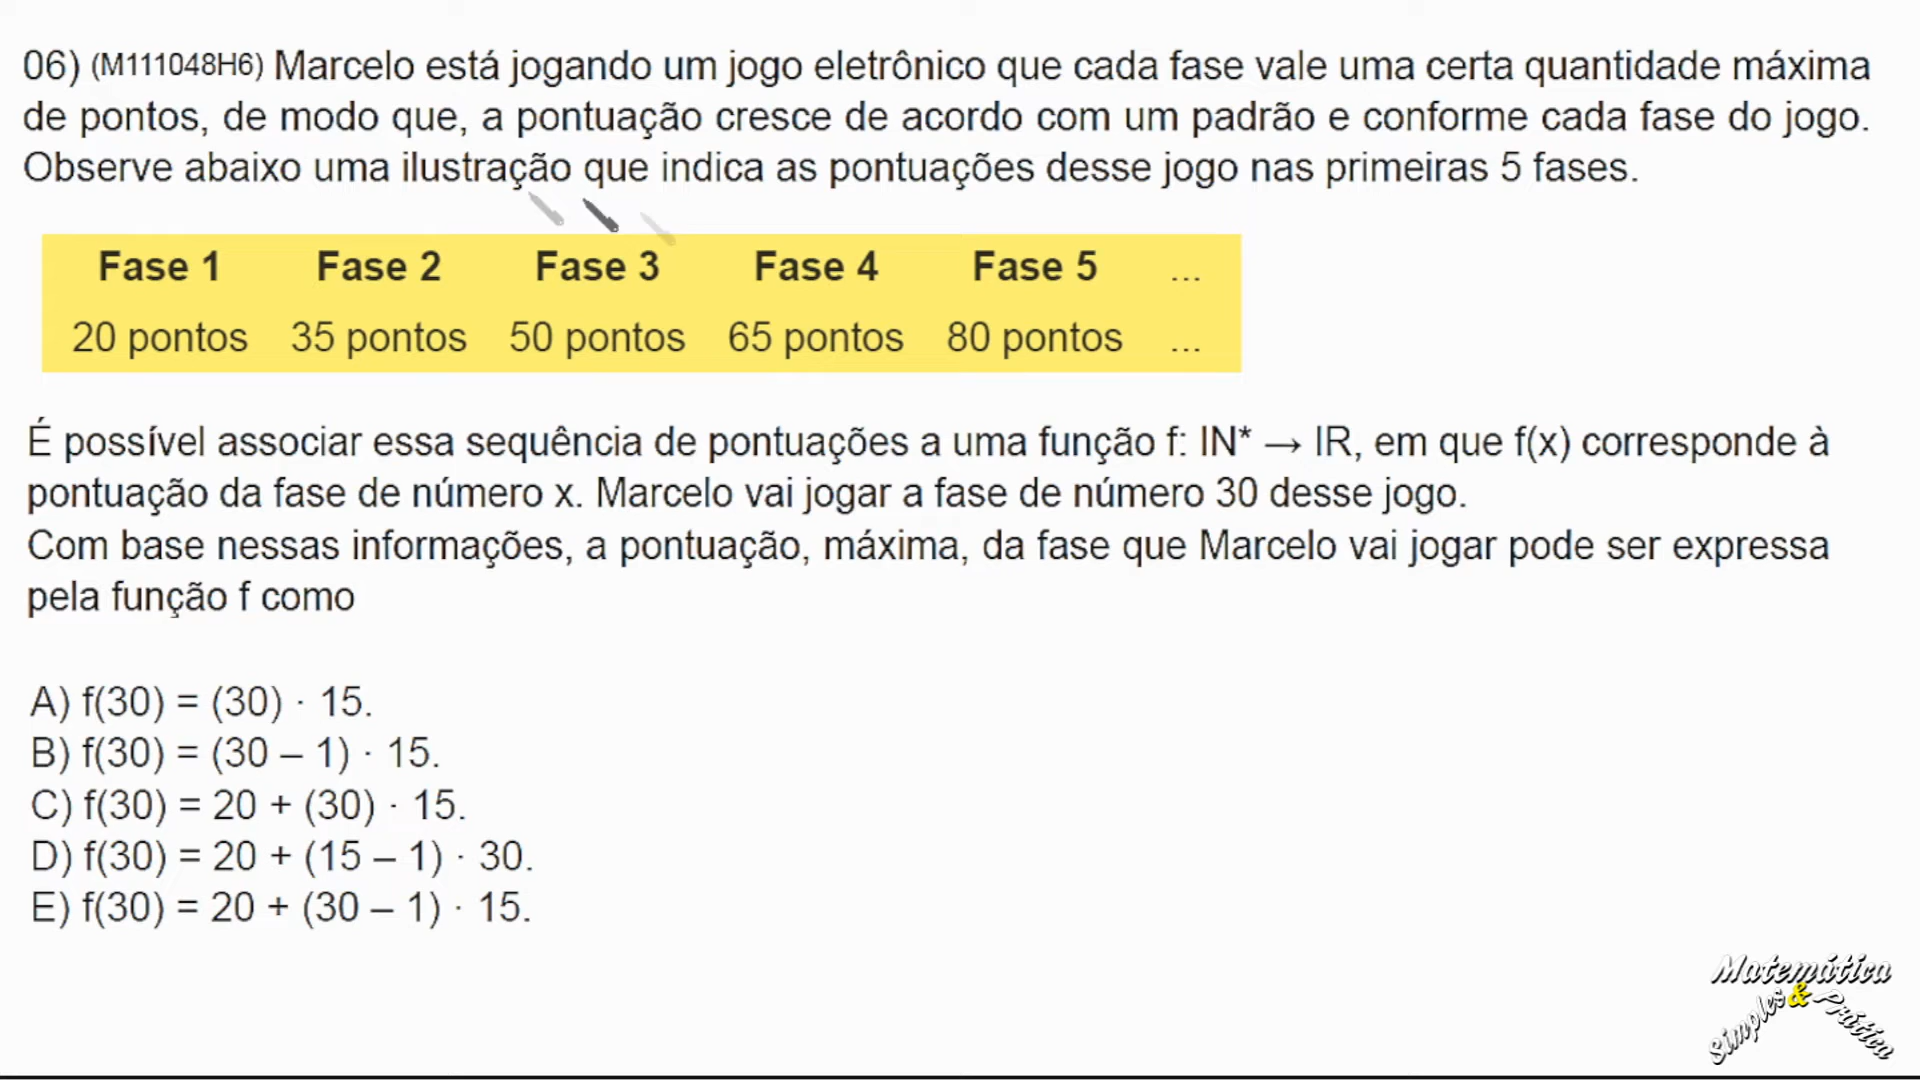 06) (M111048H6) Marcelo está jogando um jogo eletrônico que cada fase vale uma certa quantidade máxima
de pontos, de modo que, a pontuação cresce de acordo com um padrão e conforme cada fase do jogo.
Observe abaixo uma ilustração que indica as pontuações desse jogo nas primeiras 5 fases.
Fase 1 Fase 2 Fase 3 Fase 4 Fase 5 ...
20 pontos 35 pontos 50 pontos 65 pontos 80 pontos ...
É possível associar essa sequência de pontuações a uma função f: IN* → IR, em que f(x) corresponde à
pontuação da fase de número x. Marcelo vai jogar a fase de número 30 desse jogo.
Com base nessas informações, a pontuação, máxima, da fase que Marcelo vai jogar pode ser expressa
pela função f como
A) f(30) = (30) · 15.
B) f(30) = (30 – 1) · 15.
C) f(30) = 20 + (30) · 15.
D) f(30) = 20 + (15 – 1) · 30.
E) f(30) = 20 + (30 – 1) · 15.
Matemática
Simples & Prática